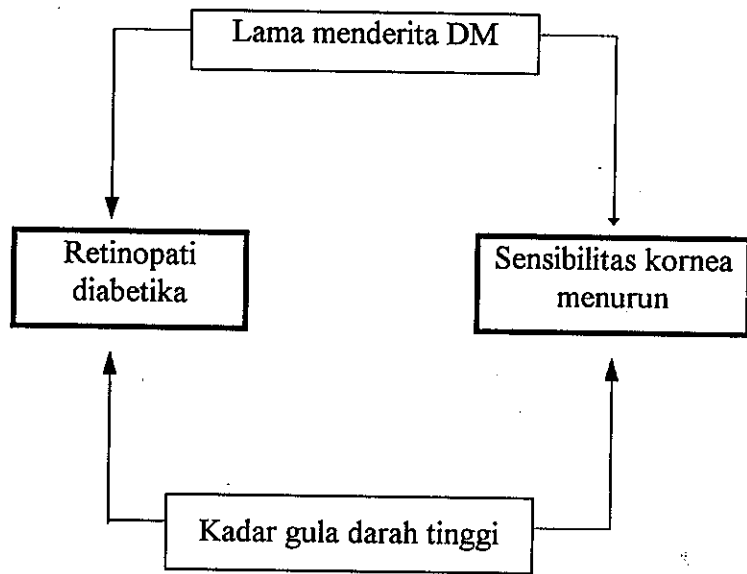 Lama menderita DM
Retinopati
diabetika
Sensibilitas kornea
menurun
Kadar gula darah tinggi